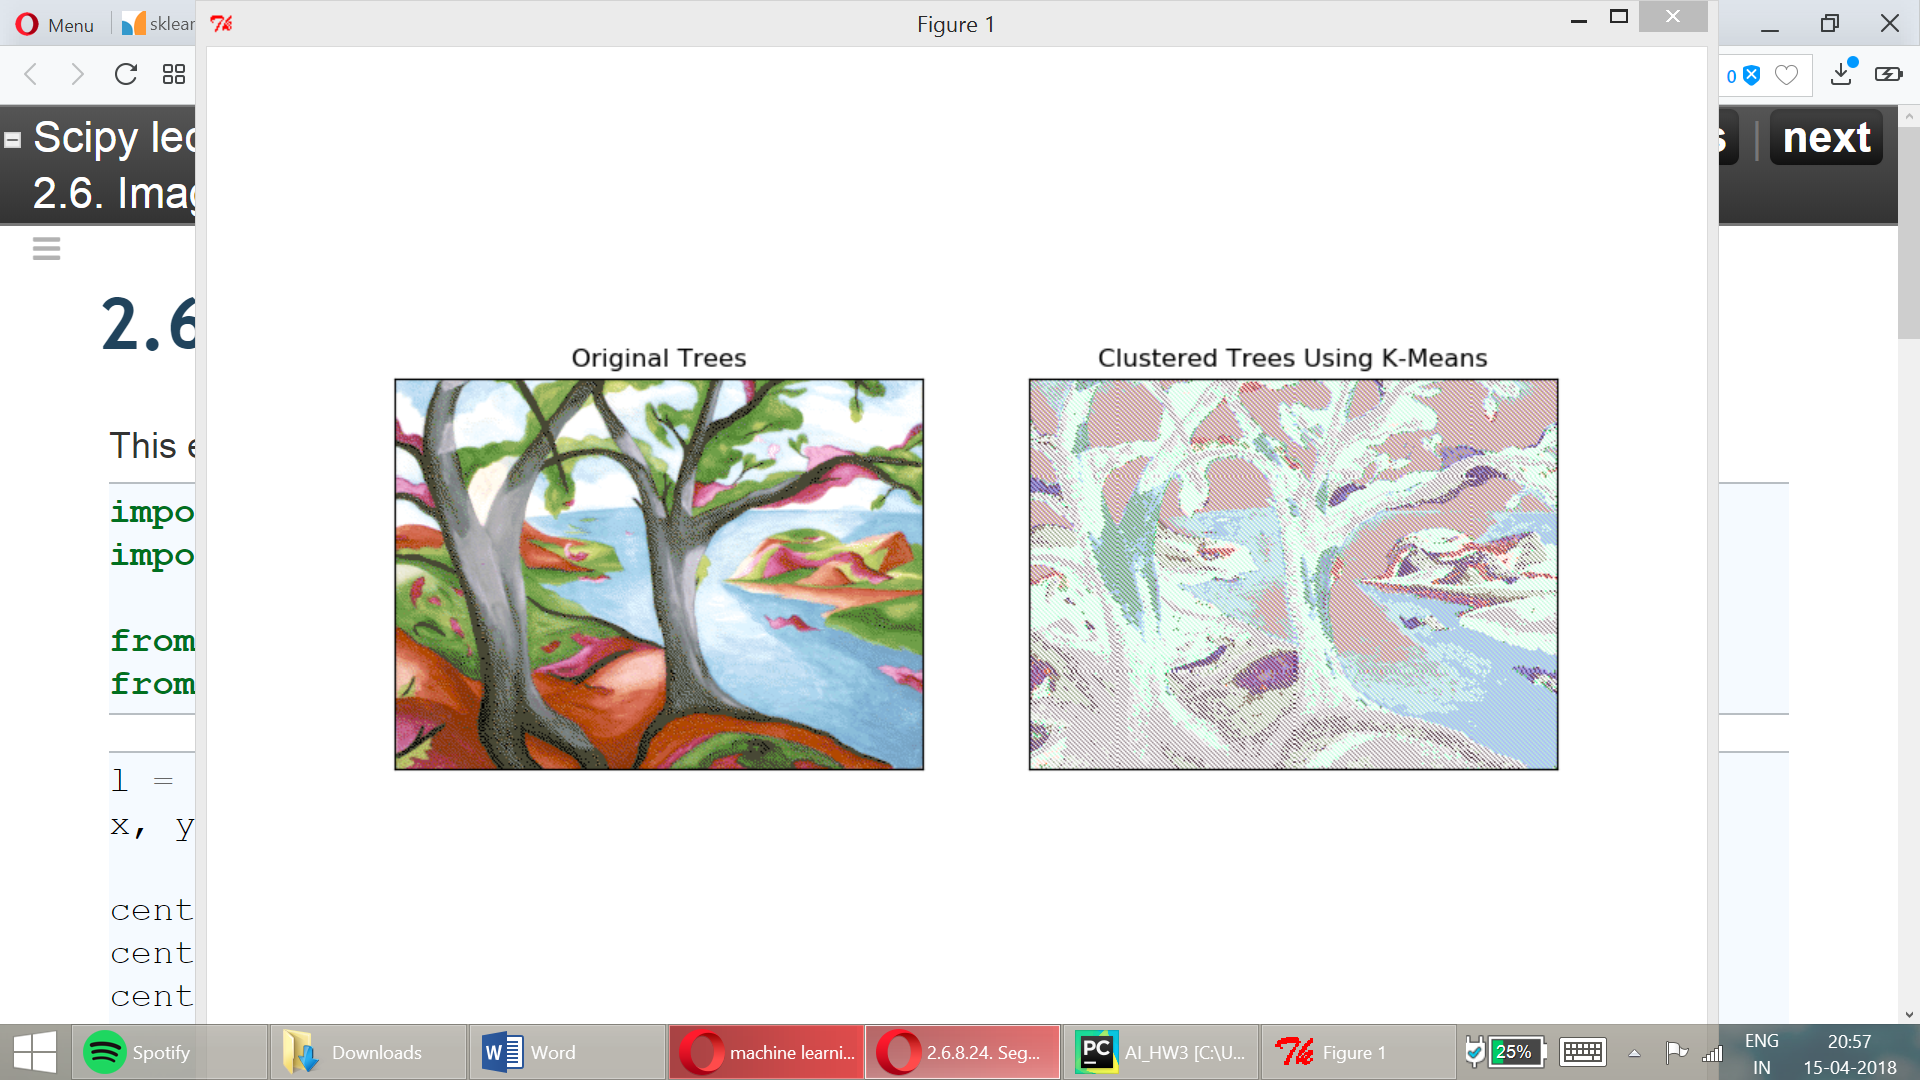 Menu
sklear
Figure 1
0
Scipy lec
2.6. Imag
s | next
2.6
This e
impo
impo
from
from
l =
x, y
cent
cent
cent
Original Trees
Clustered Trees Using K-Means
Spotify
Downloads
Word
machine learni...
2.6.8.24. Seg...
PC
AI_HW3 [C:\U...
Figure 1
25%
ENG
IN
20:57
15-04-2018